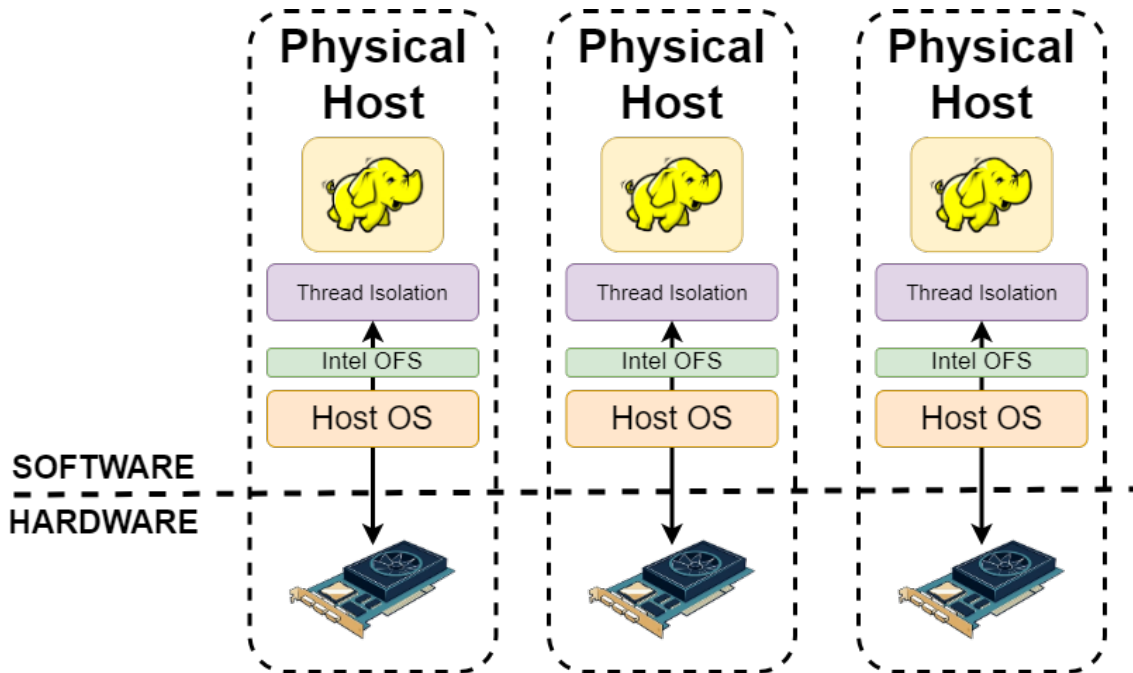 Physical
Host
Physical
Host
Physical
Host
Thread Isolation
Thread Isolation
Thread Isolation
Intel OFS
Intel OFS
Intel OFS
Host OS
Host OS
Host OS
SOFTWARE
HARDWARE